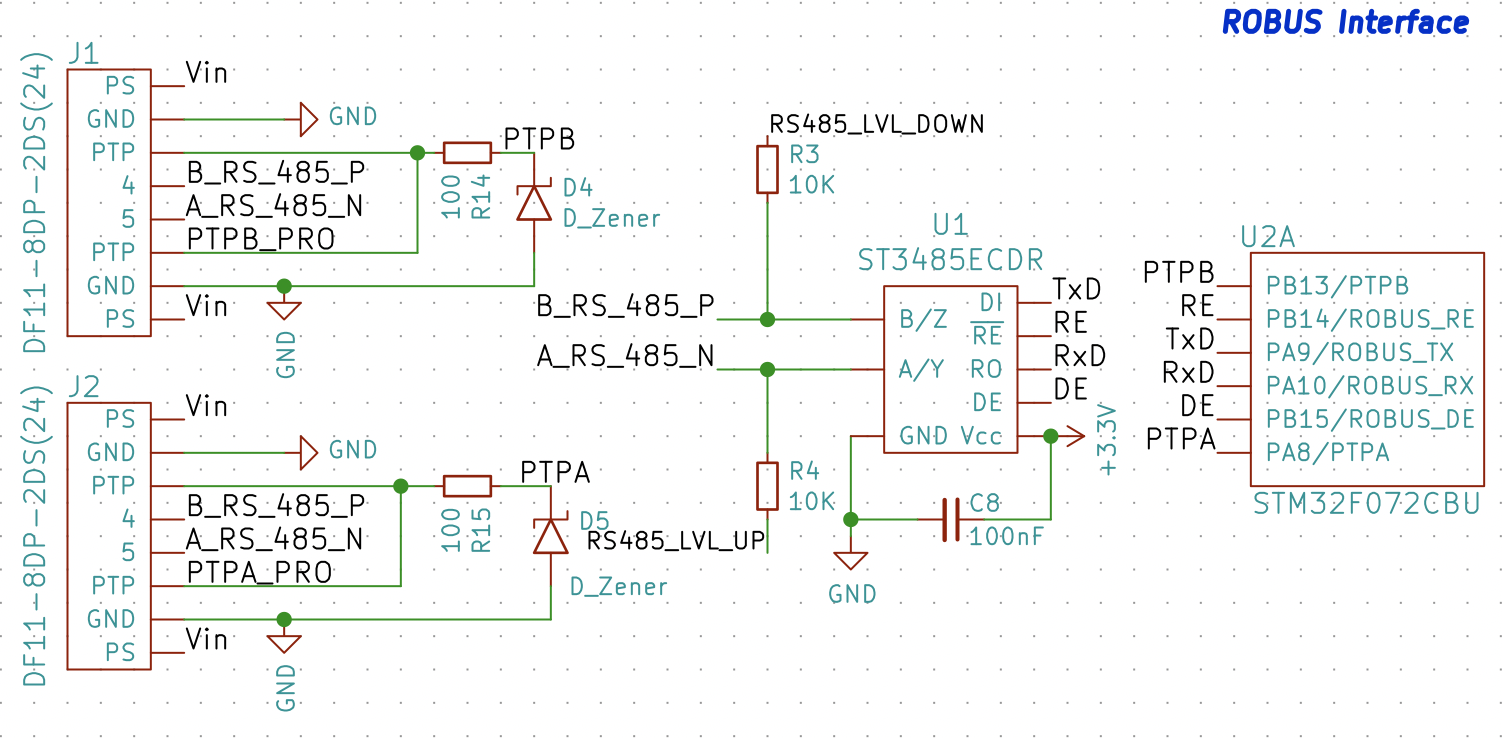 ROBUS Interface
J1
DF11-8DP-2DS(24)
PS
Vin
GND
GND
PTP
4
B_RS_485_P
5
A_RS_485_N
PTP
PTPB_PRO
GND
PS
Vin
GND
100
R14
PTPB
D4
D_Zener
J2
DF11-8DP-2DS(24)
PS
Vin
GND
GND
PTP
4
B_RS_485_P
5
A_RS_485_N
PTP
PTPA_PRO
GND
PS
Vin
GND
100
R15
PTPA
D5
D_Zener
RS485_LVL_DOWN
R3
10K
B_RS_485_P
A_RS_485_N
R4
10K
RS485_LVL_UP
U1
ST3485ECDR
B/Z
A/Y
GND
DI
RE
RO
DE
Vcc
TxD
RE
RxD
DE
+3.3V
C8
100nF
GND
U2A
PTPB
PB13/PTPB
RE
PB14/ROBUS_RE
TxD
PA9/ROBUS_TX
RxD
PA10/ROBUS_RX
DE
PB15/ROBUS_DE
PTPA
PA8/PTPA
STM32F072CBU